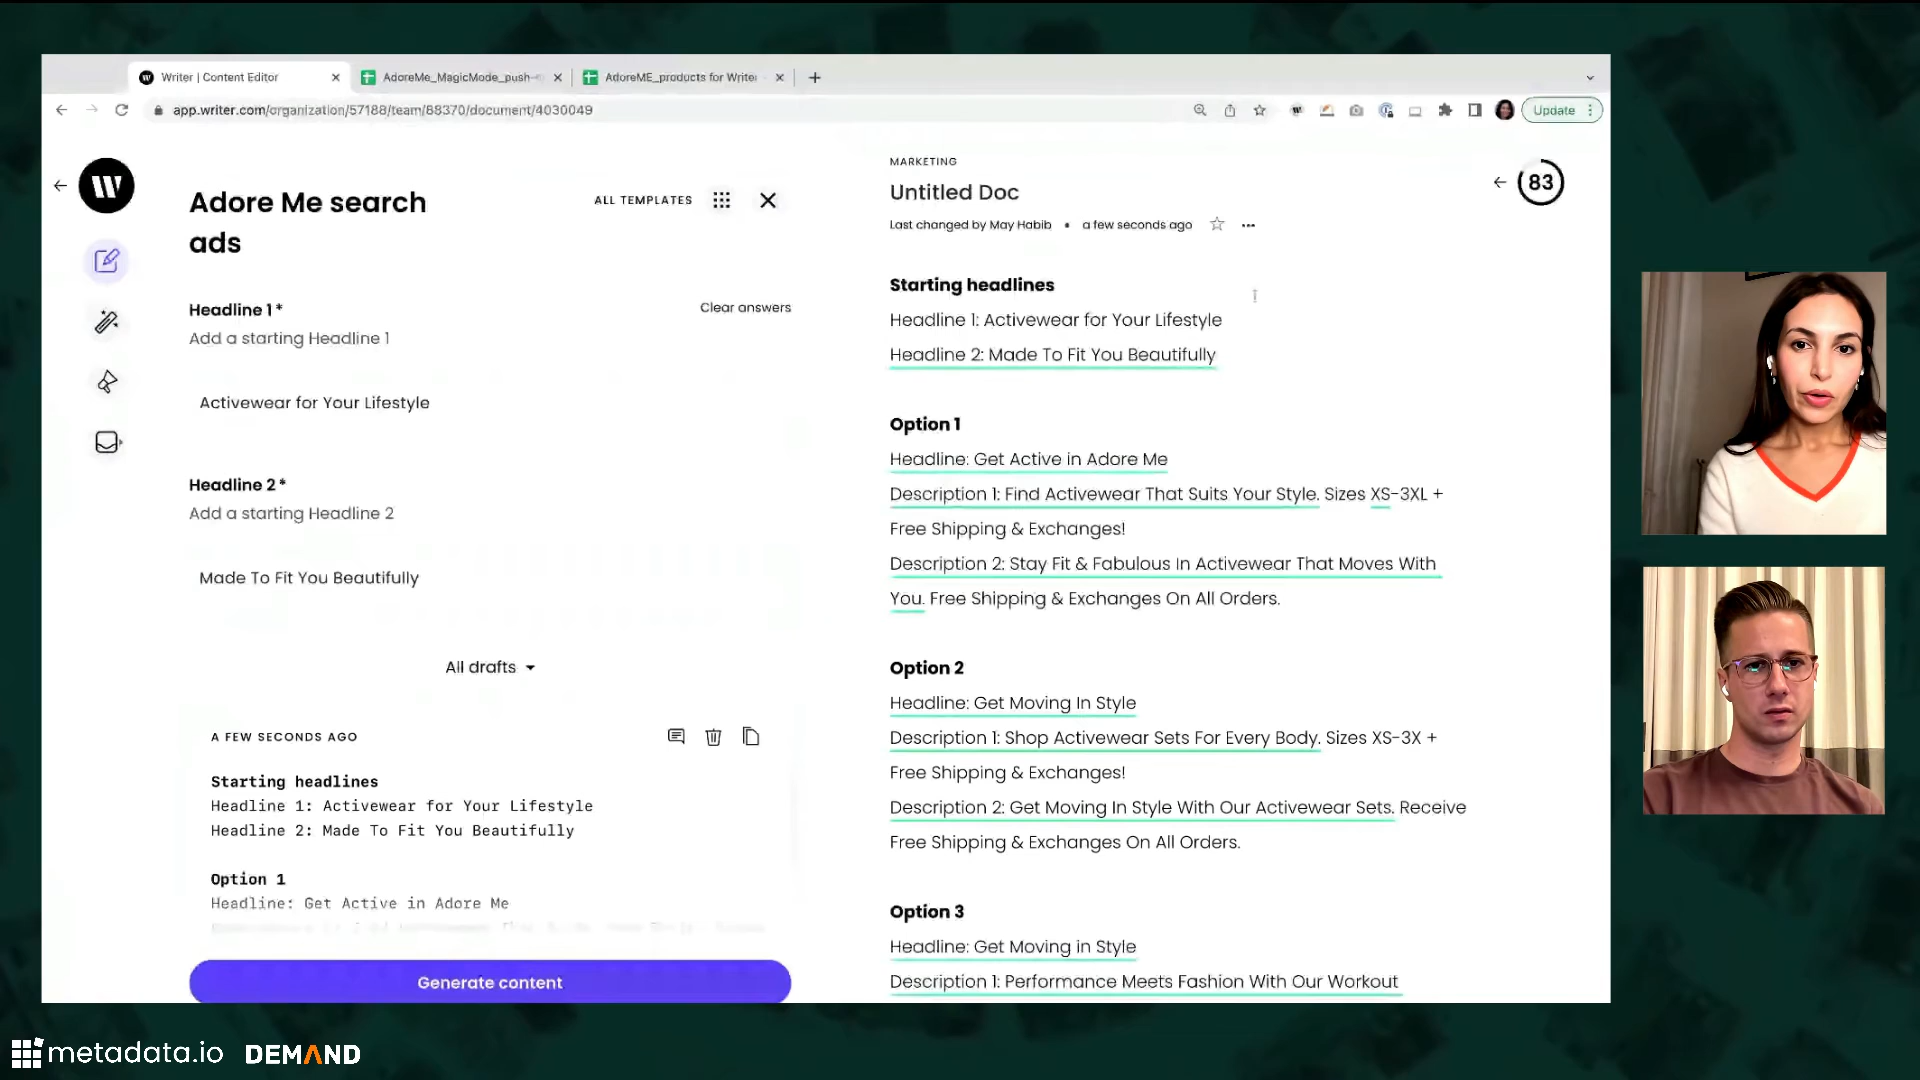 Writer | Content Editor
AdoreMe_MagicMode_push-
AdoreME_products for Writer
app.writer.com/organization/57188/team/68370/document/4030049
Update
Adore Me search
ads
ALL TEMPLATES
Headline 1 *
Clear answers
Add a starting Headline 1
Activewear for Your Lifestyle
Headline 2 *
Add a starting Headline 2
Made To Fit You Beautifully
All drafts
A FEW SECONDS AGO
Starting headlines
Headline 1: Activewear for Your Lifestyle
Headline 2: Made To Fit You Beautifully
Option 1
Headline: Get Active in Adore Me
Generate content
MARKETING
Untitled Doc
83
Last changed by May Habib • a few seconds ago
Starting headlines
Headline 1: Activewear for Your Lifestyle
Headline 2: Made To Fit You Beautifully
Option 1
Headline: Get Active in Adore Me
Description 1: Find Activewear That Suits Your Style. Sizes XS-3XL +
Free Shipping & Exchanges!
Description 2: Stay Fit & Fabulous In Activewear That Moves With
You. Free Shipping & Exchanges On All Orders.
Option 2
Headline: Get Moving In Style
Description 1: Shop Activewear Sets For Every Body. Sizes XS-3X +
Free Shipping & Exchanges!
Description 2: Get Moving In Style With Our Activewear Sets. Receive
Free Shipping & Exchanges On All Orders.
Option 3
Headline: Get Moving in Style
Description 1: Performance Meets Fashion With Our Workout
metadata.io DEMAND